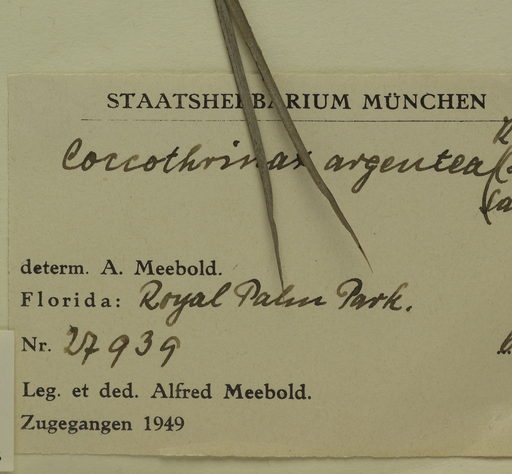 STAATSHERBARIUM MÜNCHEN
Coccothrinax argentea
determ. A. Meebold.
Florida: Royal Palm Park.
Nr. 27939
Leg. et ded. Alfred Meebold.
Zugegangen 1949